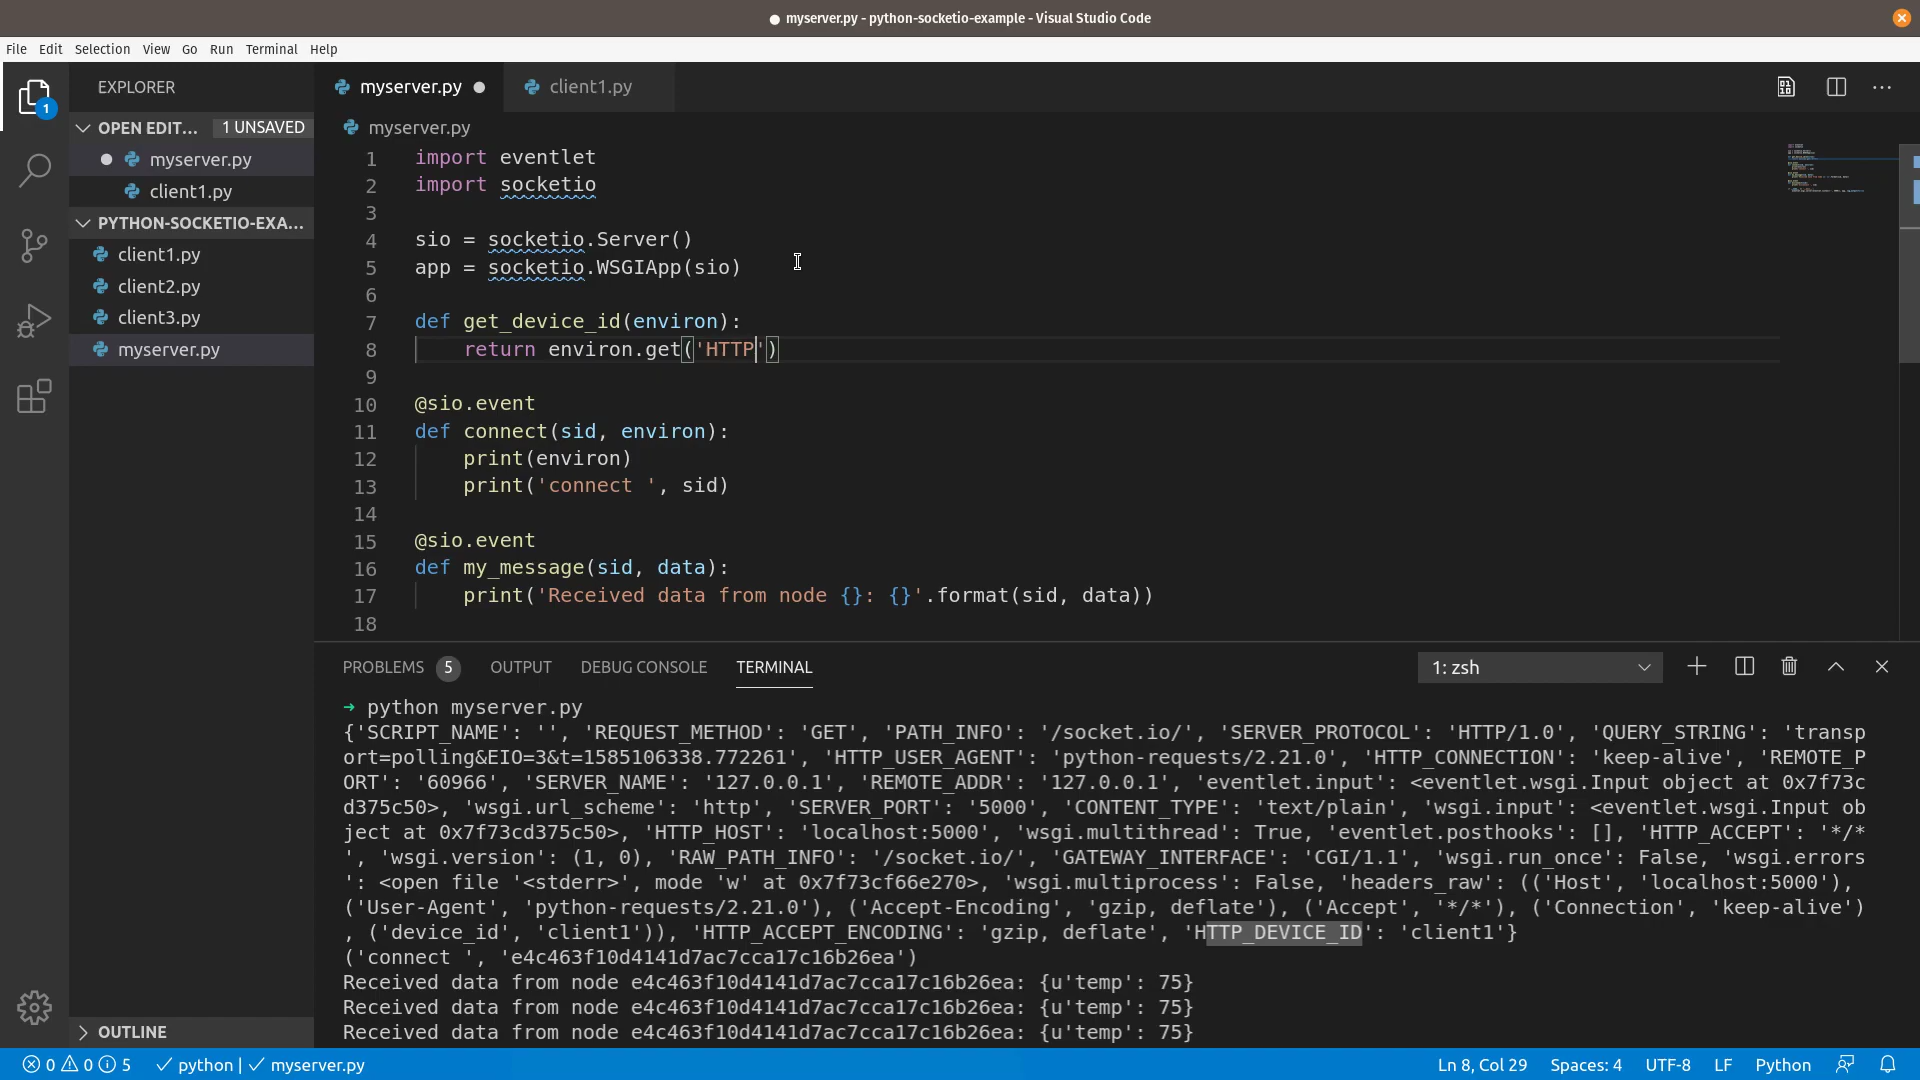 myserver.py - python-socketio-example - Visual Studio Code
File Edit Selection View Go Run Terminal Help
1
EXPLORER
OPEN EDIT... 1 UNSAVED
myserver.py
client1.py
PYTHON-SOCKETIO-EXA...
client1.py
client2.py
client3.py
myserver.py
OUTLINE
myserver.py client1.py
myserver.py
1 import eventlet
2 import socketio
3
4 sio = socketio.Server()
5 app = socketio.WSGIApp(sio)
6
7 def get_device_id(environ):
8 return environ.get('HTTP')
9
10 @sio.event
11 def connect(sid, environ):
12 print(environ)
13 print('connect ', sid)
14
15 @sio.event
16 def my_message(sid, data):
17 print('Received data from node {}: {}'.format(sid, data))
18
PROBLEMS 5 OUTPUT DEBUG CONSOLE TERMINAL 1: zsh
➜ python myserver.py
{'SCRIPT_NAME': '', 'REQUEST_METHOD': 'GET', 'PATH_INFO': '/socket.io/', 'SERVER_PROTOCOL': 'HTTP/1.0', 'QUERY_STRING': 'transp
ort=polling&EIO=3&t=1585106338.772261', 'HTTP_USER_AGENT': 'python-requests/2.21.0', 'HTTP_CONNECTION': 'keep-alive', 'REMOTE_P
ORT': '60966', 'SERVER_NAME': '127.0.0.1', 'REMOTE_ADDR': '127.0.0.1', 'eventlet.input': <eventlet.wsgi.Input object at 0x7f73c
d375c50>, 'wsgi.url_scheme': 'http', 'SERVER_PORT': '5000', 'CONTENT_TYPE': 'text/plain', 'wsgi.input': <eventlet.wsgi.Input ob
ject at 0x7f73cd375c50>, 'HTTP_HOST': 'localhost:5000', 'wsgi.multithread': True, 'eventlet.posthooks': [], 'HTTP_ACCEPT': '*/*
', 'wsgi.version': (1, 0), 'RAW_PATH_INFO': '/socket.io/', 'GATEWAY_INTERFACE': 'CGI/1.1', 'wsgi.run_once': False, 'wsgi.errors
': <open file '<stderr>', mode 'w' at 0x7f73cf66e270>, 'wsgi.multiprocess': False, 'headers_raw': (('Host', 'localhost:5000'),
('User-Agent', 'python-requests/2.21.0'), ('Accept-Encoding', 'gzip, deflate'), ('Accept', '*/*'), ('Connection', 'keep-alive')
, ('device_id', 'client1')), 'HTTP_ACCEPT_ENCODING': 'gzip, deflate', 'HTTP_DEVICE_ID': 'client1'}
('connect ', 'e4c463f10d4141d7ac7cca17c16b26ea')
Received data from node e4c463f10d4141d7ac7cca17c16b26ea: {u'temp': 75}
Received data from node e4c463f10d4141d7ac7cca17c16b26ea: {u'temp': 75}
Received data from node e4c463f10d4141d7ac7cca17c16b26ea: {u'temp': 75}
0 0 5 python | myserver.py Ln 8, Col 29 Spaces: 4 UTF-8 LF Python